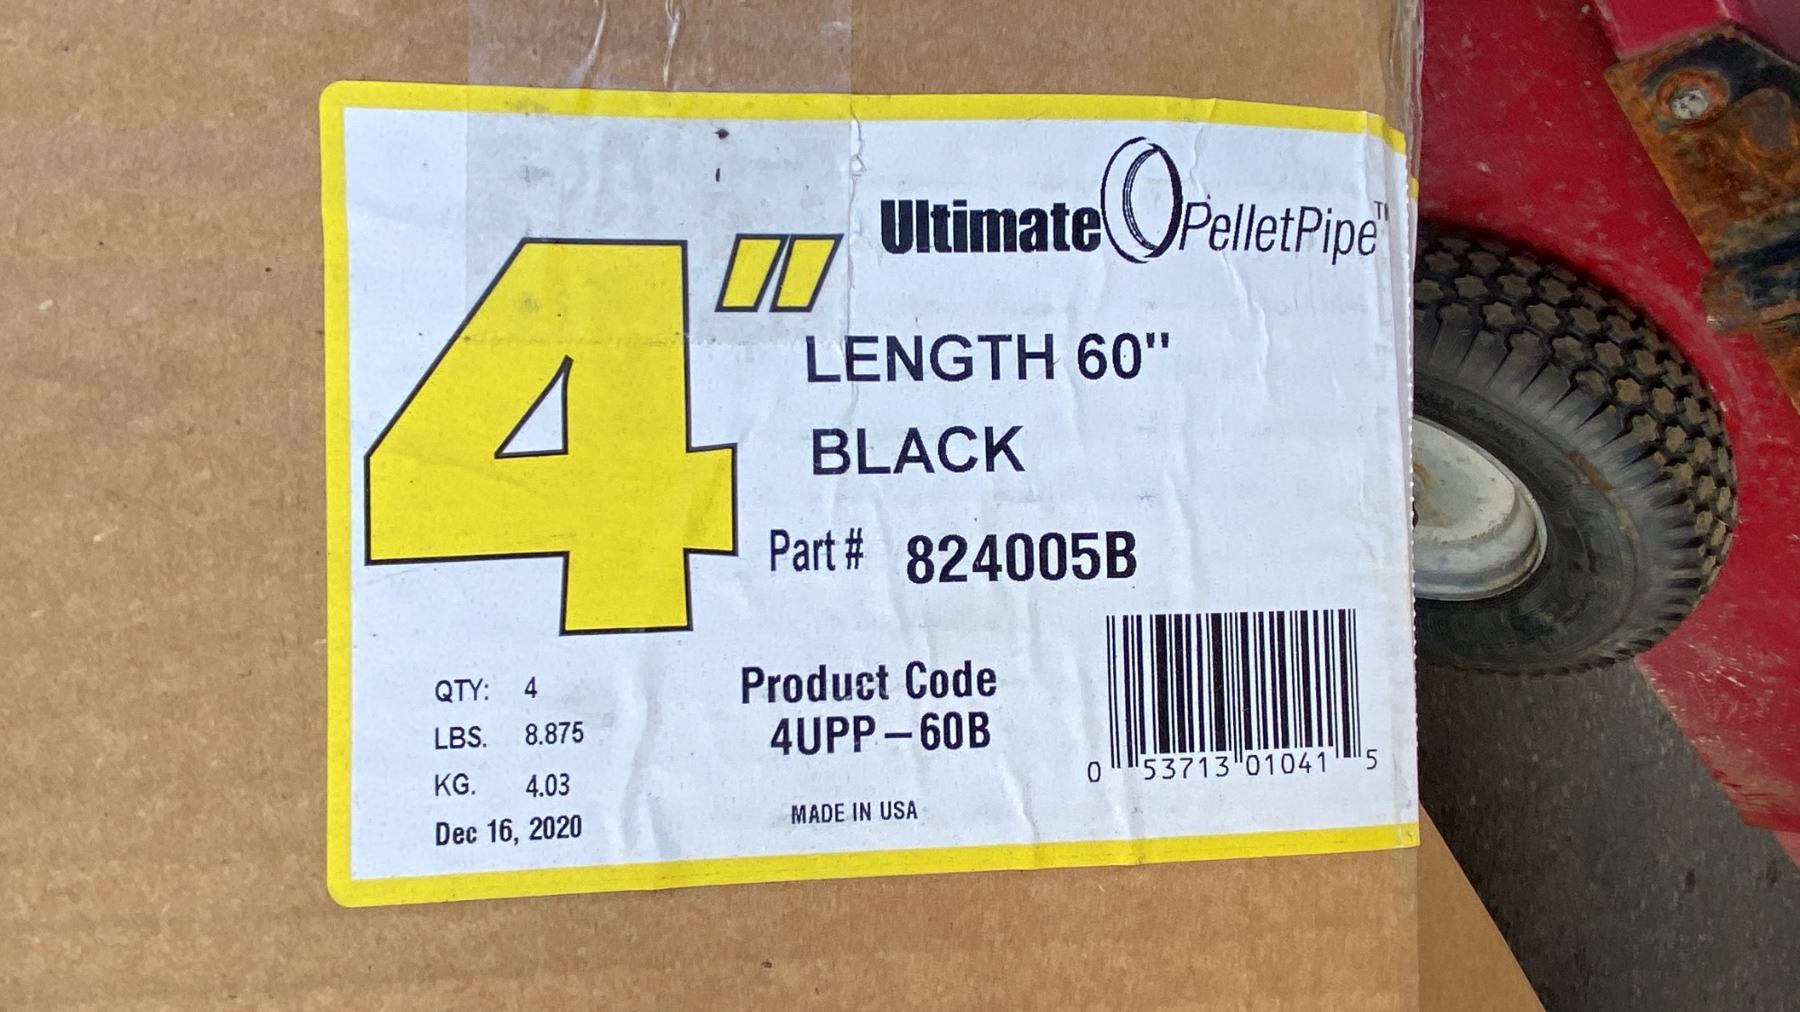 Ultimate PelletPipe™
4"
LENGTH 60"
BLACK
Part # 824005B
QTY: 4
LBS. 8.875
KG. 4.03
Dec 16, 2020
Product Code
4UPP-60B
MADE IN USA
0 53713 01041 5